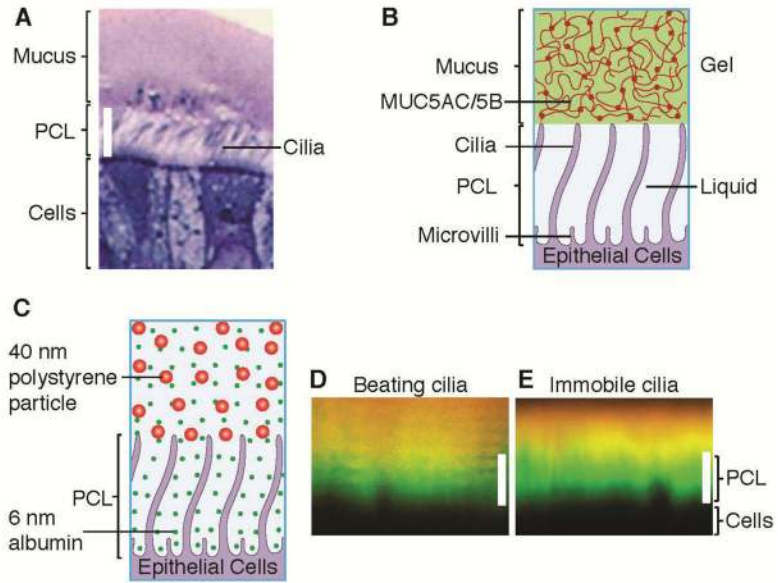 A
Mucus
PCL
Cilia
Cells
B
Mucus
Gel
MUC5AC/5B
Cilia
PCL
Liquid
Microvilli
Epithelial Cells
C
40 nm
polystyrene
particle
PCL
6 nm
albumin
Epithelial Cells
D
Beating cilia
E
Immobile cilia
PCL
Cells